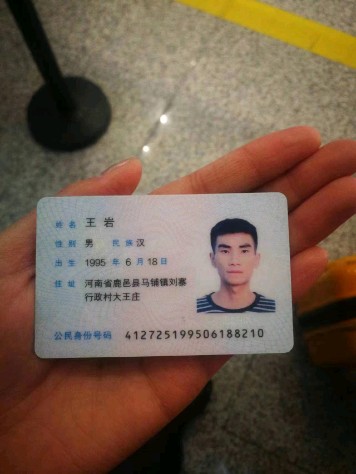 姓名 王岩
性别 男 民族 汉
出生 1995 年 6 月 18 日
住址 河南省鹿邑县马铺镇刘寨
行政村大王庄
公民身份号码 412725199506188210